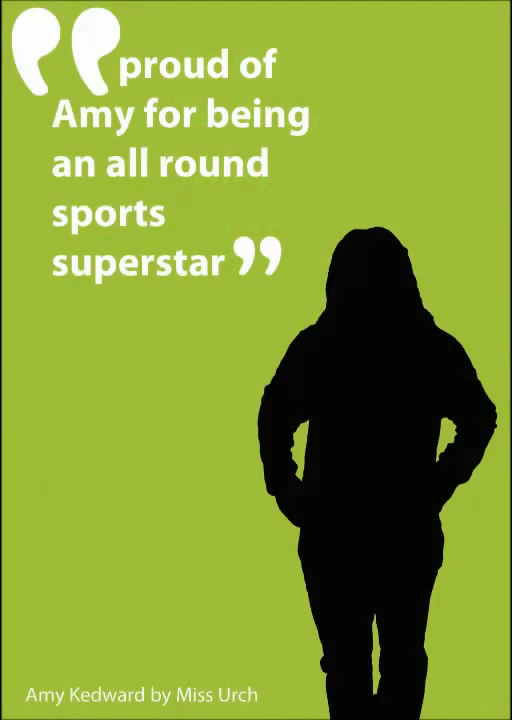 “proud of
Amy for being
an all round
sports
superstar”
Amy Kedward by Miss Urch